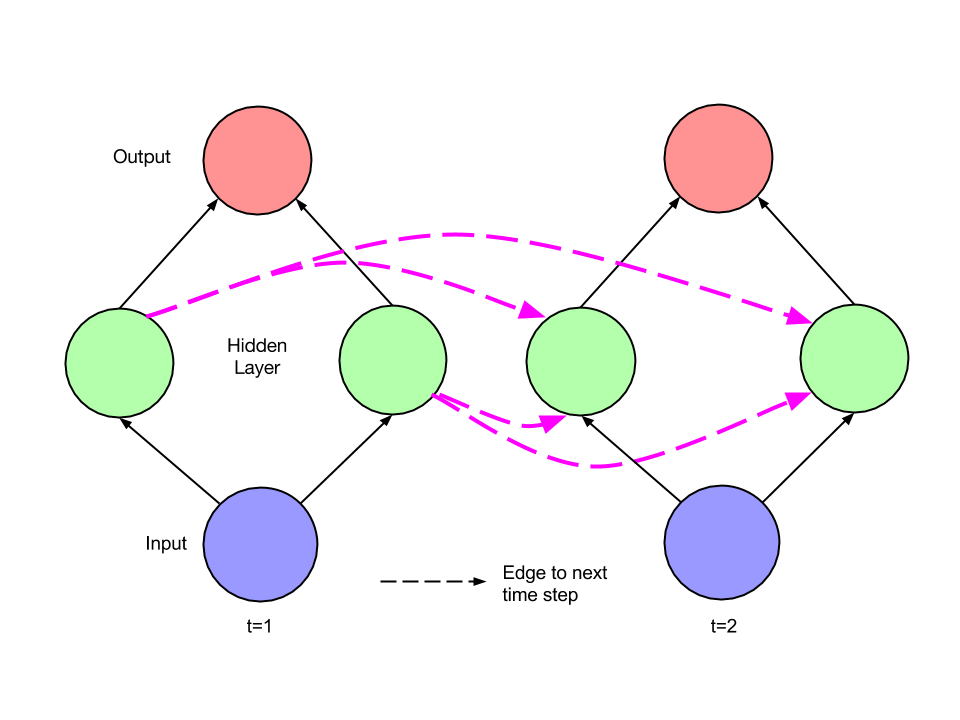 Output
Hidden
Layer
Input
Edge to next
time step
t=1
t=2